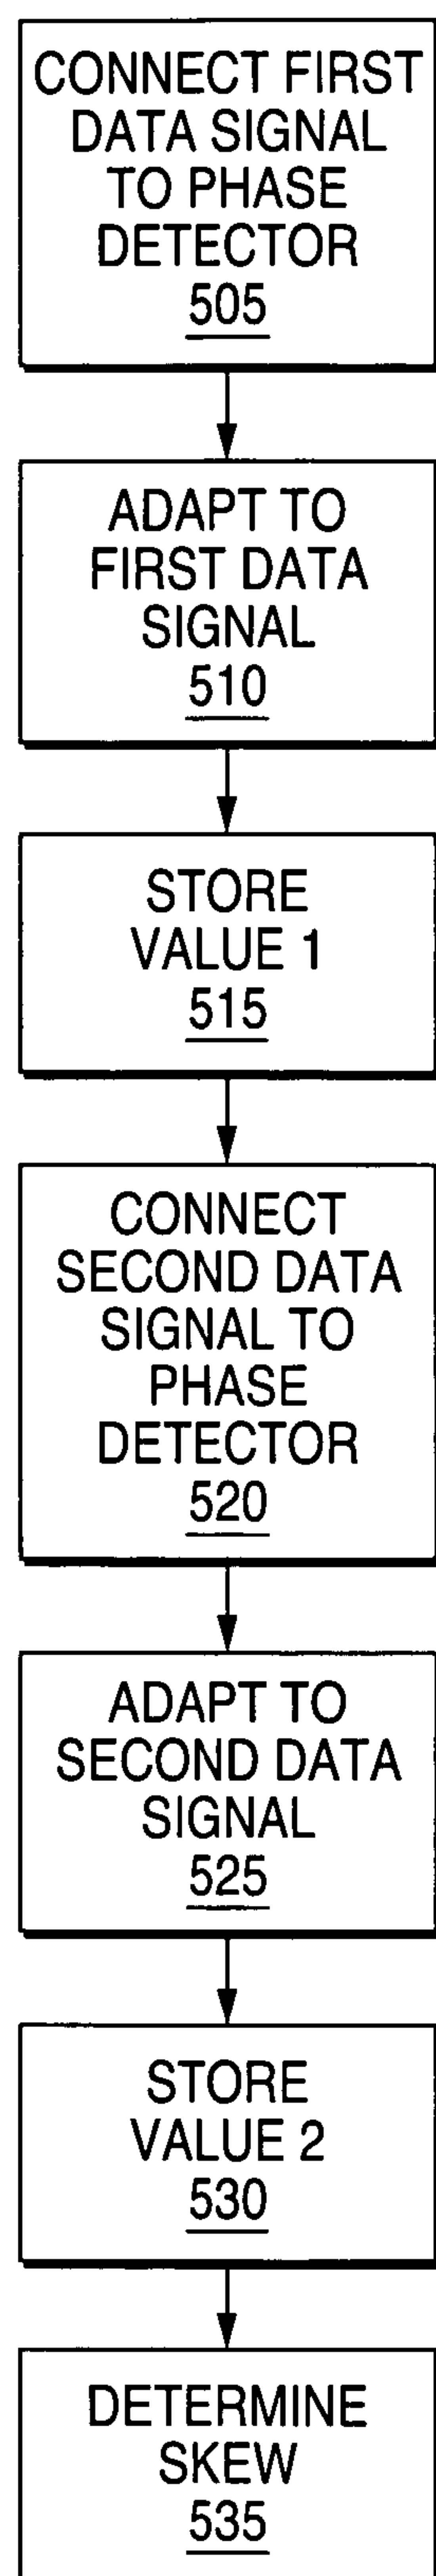 CONNECT FIRST
DATA SIGNAL
TO PHASE
DETECTOR
505
ADAPT TO
FIRST DATA
SIGNAL
510
STORE
VALUE 1
515
CONNECT
SECOND DATA
SIGNAL TO
PHASE
DETECTOR
520
ADAPT TO
SECOND DATA
SIGNAL
525
STORE
VALUE 2
530
DETERMINE
SKEW
535